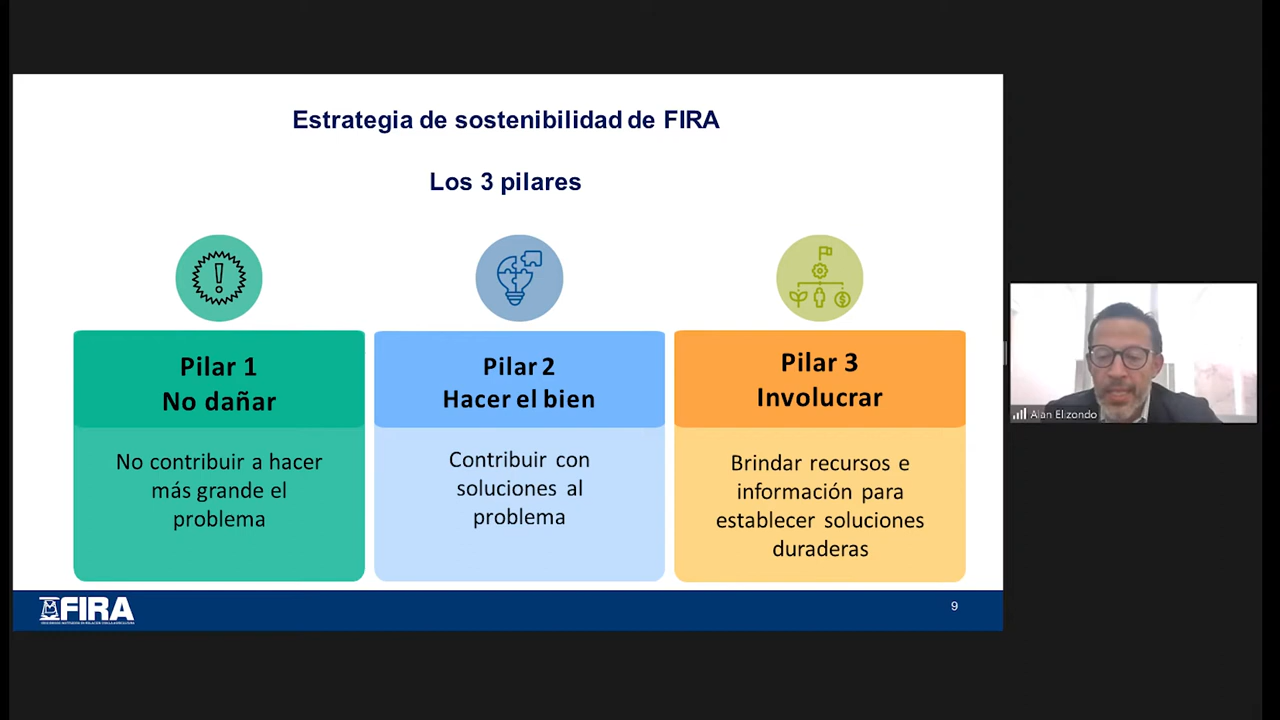 Estrategia de sostenibilidad de FIRA
Los 3 pilares
Pilar 1
No dañar
No contribuir a hacer
más grande el
problema
Pilar 2
Hacer el bien
Contribuir con
soluciones al
problema
Pilar 3
Involucrar
Brindar recursos e
información para
establecer soluciones
duraderas
FIRA
9
Alan Elizondo